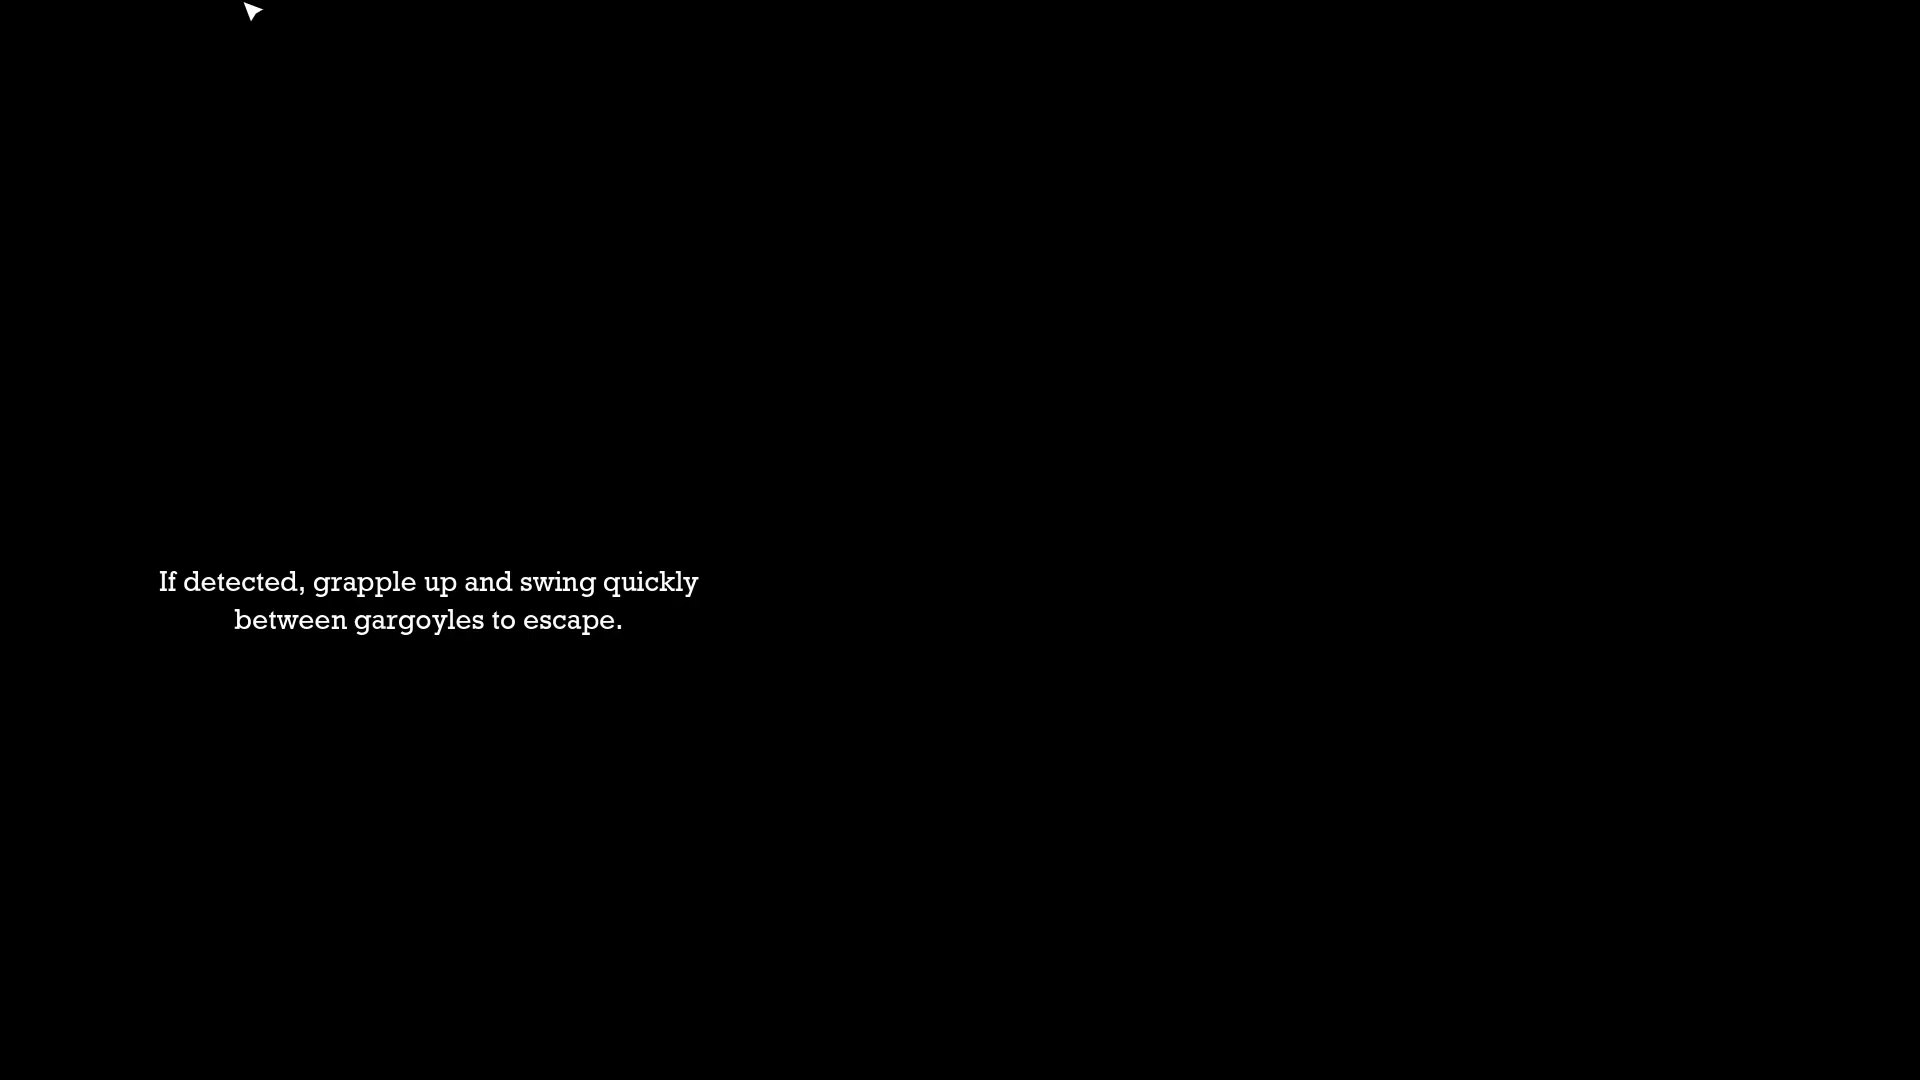 If detected, grapple up and swing quickly
between gargoyles to escape.